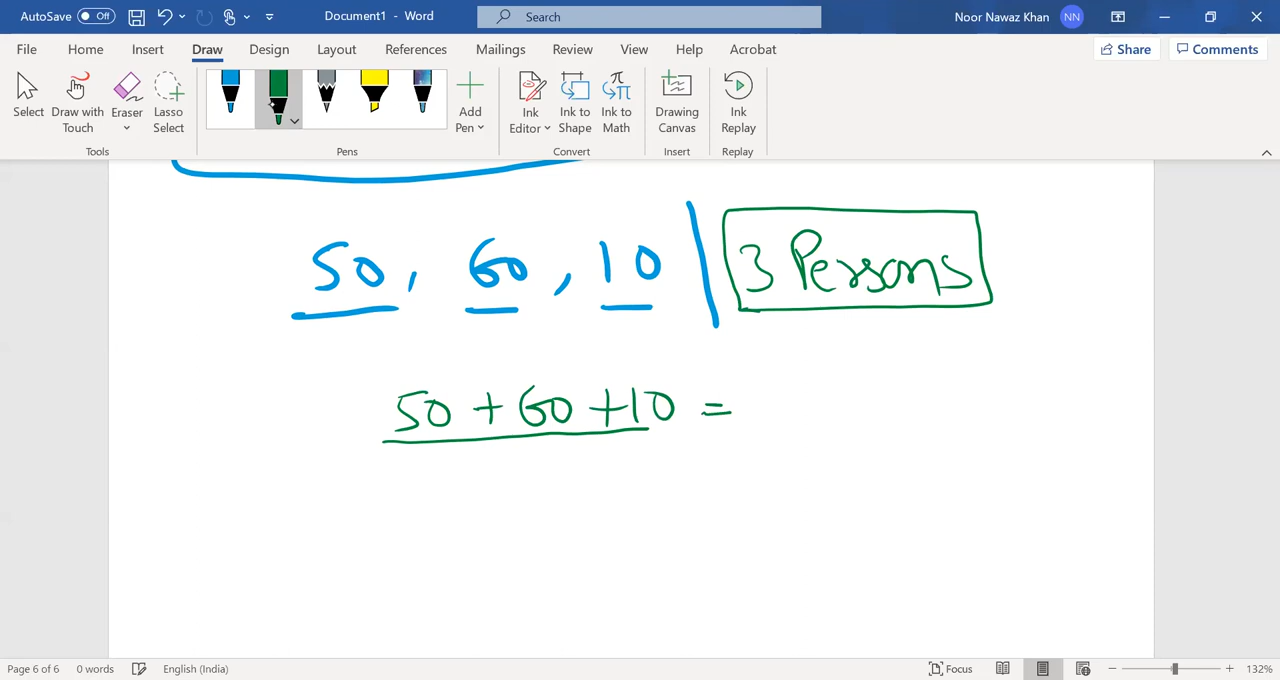 AutoSave Off Document1 - Word Search Noor Nawaz Khan NN
File Home Insert Draw Design Layout References Mailings Review View Help Acrobat Share Comments
Select Draw with Touch Eraser Lasso Select Add Pen Ink Editor Ink to Shape Ink to Math Drawing Canvas Ink Replay
Tools Pens Convert Insert Replay
50, 60, 10 3 Persons
50 + 60 + 10 =
Page 6 of 6 0 words English (India) Focus 132%